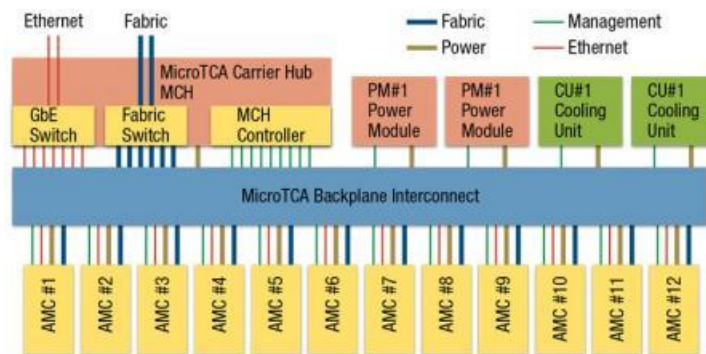 Ethernet
Fabric
Fabric
Management
Power
Ethernet
MicroTCA Carrier Hub
MCH
GbE
Switch
Fabric
Switch
MCH
Controller
PM#1
Power
Module
PM#1
Power
Module
CU#1
Cooling
Unit
CU#1
Cooling
Unit
MicroTCA Backplane Interconnect
AMC #1
AMC #2
AMC #3
AMC #4
AMC #5
AMC #6
AMC #7
AMC #8
AMC #9
AMC #10
AMC #11
AMC #12